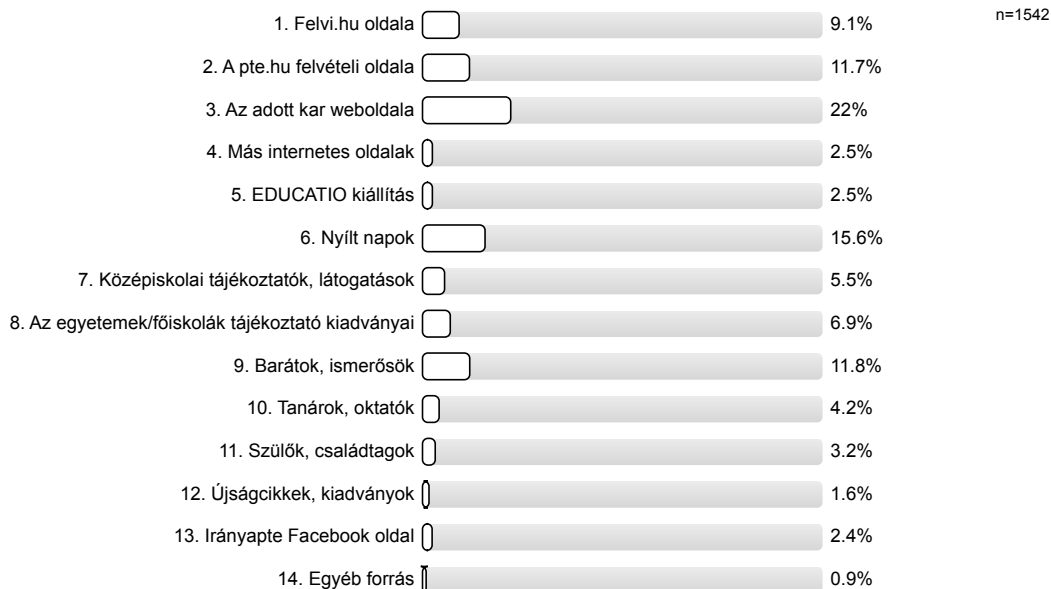 n=1542
1. Felvi.hu oldala 9.1%
2. A pte.hu felvételi oldala 11.7%
3. Az adott kar weboldala 22%
4. Más internetes oldalak 2.5%
5. EDUCATIO kiállítás 2.5%
6. Nyílt napok 15.6%
7. Középiskolai tájékoztatók, látogatások 5.5%
8. Az egyetemek/főiskolák tájékoztató kiadványai 6.9%
9. Barátok, ismerősök 11.8%
10. Tanárok, oktatók 4.2%
11. Szülők, családtagok 3.2%
12. Újságcikkek, kiadványok 1.6%
13. Irányapte Facebook oldal 2.4%
14. Egyéb forrás 0.9%